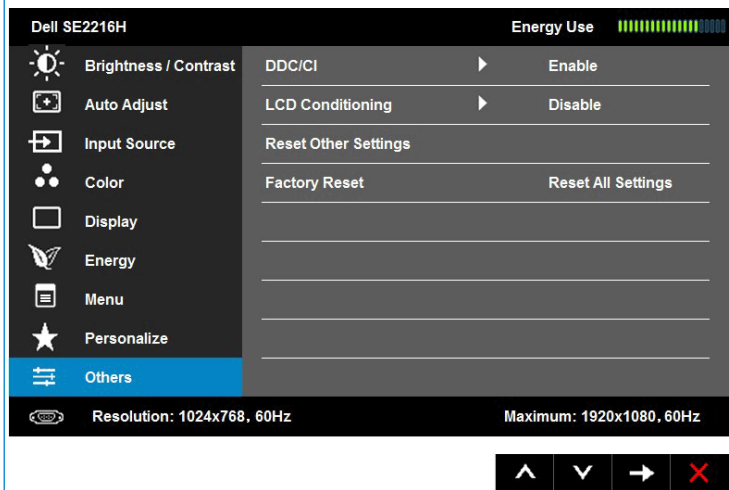 Dell SE2216H Energy Use
Brightness / Contrast DDC/CI Enable
Auto Adjust LCD Conditioning Disable
Input Source Reset Other Settings
Color Factory Reset Reset All Settings
Display
Energy
Menu
Personalize
Others
Resolution: 1024x768, 60Hz Maximum: 1920x1080, 60Hz